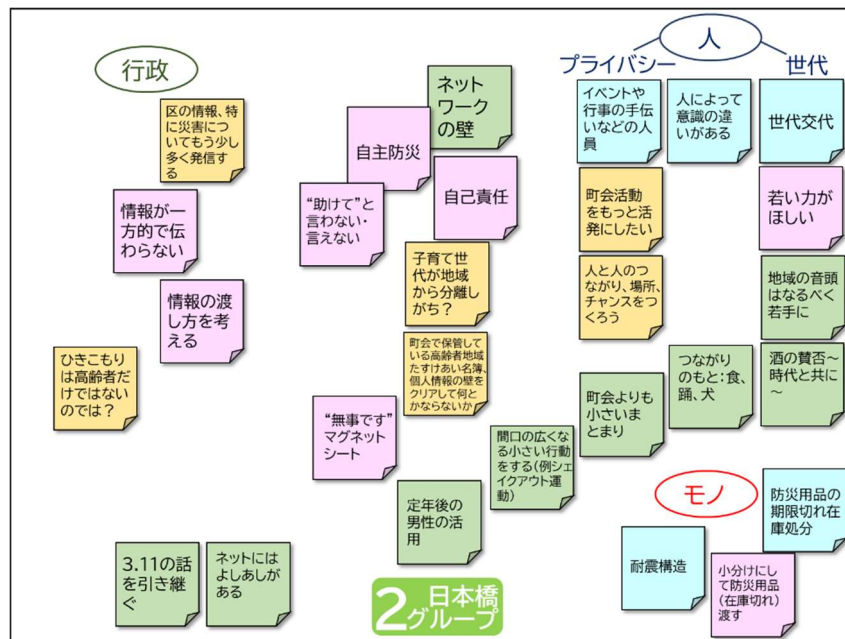 人
プライバシー
世代
行政
区の情報、特
に災害につ
いてもう少し
多く発信す
る
情報が一
方的で伝
わらない
情報の渡
し方を考
える
ひきこもり
は高齢者だ
けではない
のでは?
ネット
ワーク
の壁
自主防災
自己責任
“助けて”と
言わない・
言えない
子育て世
代が地域
から分離し
がち?
町会で保管し
ている高齢者地域
たすけあい名簿、
個人情報の壁を
クリアして何と
かならないか
“無事です”
マグネット
シート
間口の広くな
る小さい行動
をする(例シェ
イクアウト運
動)
定年後の
男性の活
用
イベントや
行事の手伝
いなどの人
員
人によって
意識の違
いがある
世代交代
町会活動
をもっと活
発にしたい
若い力が
ほしい
人と人のつ
ながり、場所、
チャンスをつ
くろう
地域の音頭
はなるべく
若手に
町会よりも
小さいま
とまり
つながり
のもと:食、
踊、犬
酒の賛否~
時代と共に
~
モノ
防災用品の
期限切れ在
庫処分
耐震構造
小分けにし
て防災用品
(在庫切れ)
渡す
3.11の話
を引き継
ぐ
ネットには
よしあしが
ある
2
日本橋
グループ